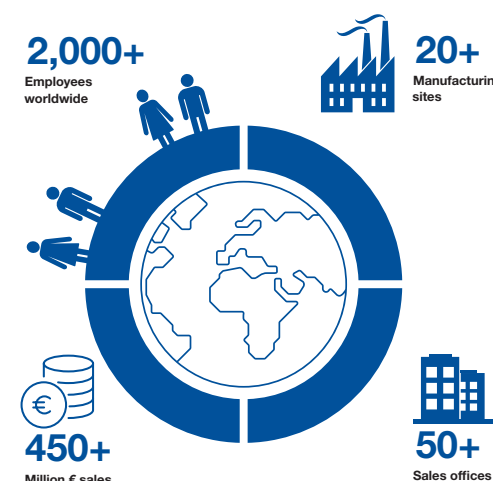 2,000+
Employees
worldwide
20+
Manufacturin
sites
€
450+
Million € sales
50+
Sales offices